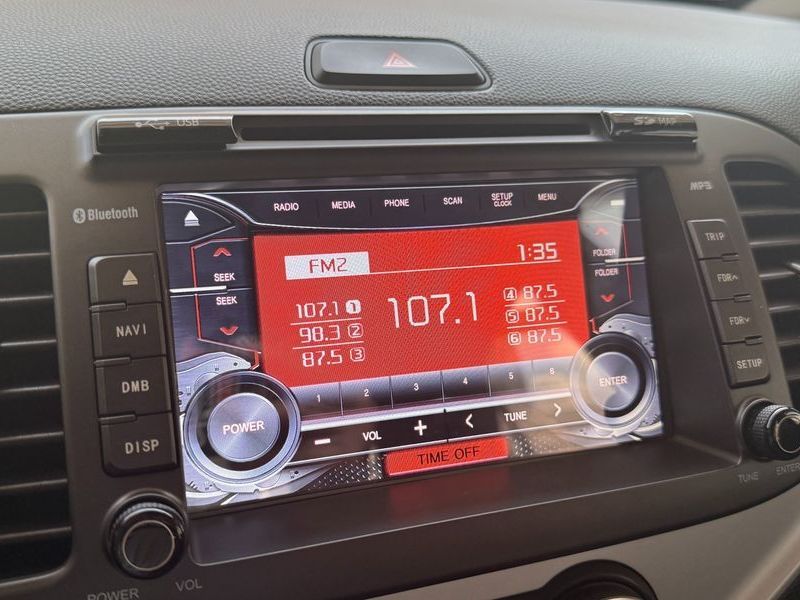 USB
SD MAP
Bluetooth
MP3
RADIO MEDIA PHONE SCAN SETUP CLOCK MENU
SEEK
SEEK
FOLDER
FOLDER
FM2 1:35
107.1 1
98.3 2
87.5 3
107.1
4 87.5
5 87.5
6 87.5
1 2 3 4 5 6
POWER
VOL
TUNE
ENTER
TIME OFF
NAVI
DMB
DISP
TRIP
FDR
FDR
SETUP
POWER VOL
TUNE ENTER